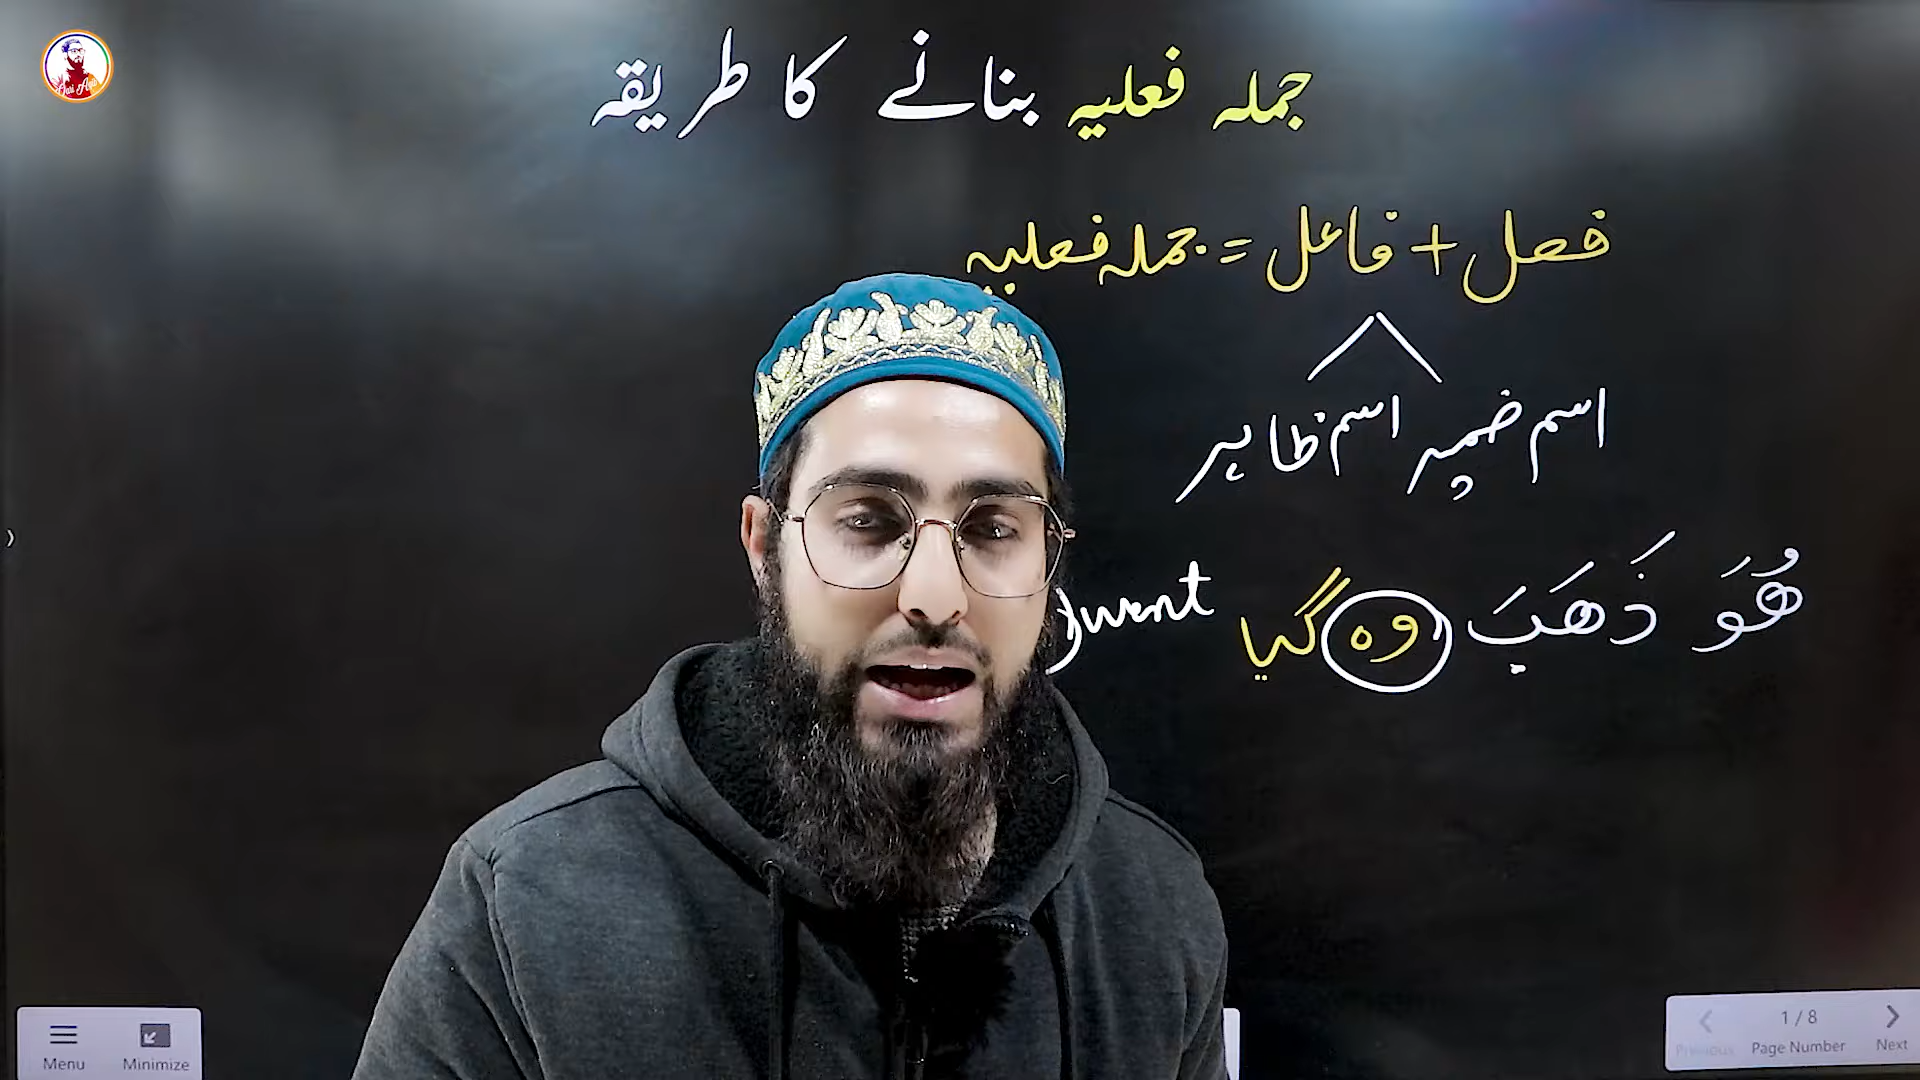 جملہ فعلیہ بنانے کا طریقہ
فعل + فاعل = جملہ فعلیہ
اسم ضمیر اسم ظاہر
هُوَ ذَهَبَ وہ گیا went
Menu Minimize
Previous 1 / 8 Page Number Next